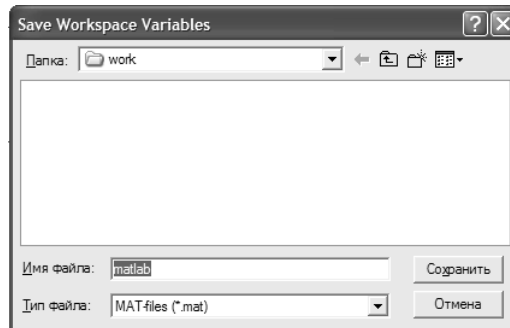 Save Workspace Variables
Папка: work
Имя файла: matlab
Сохранить
Тип файла: MAT-files (*.mat)
Отмена